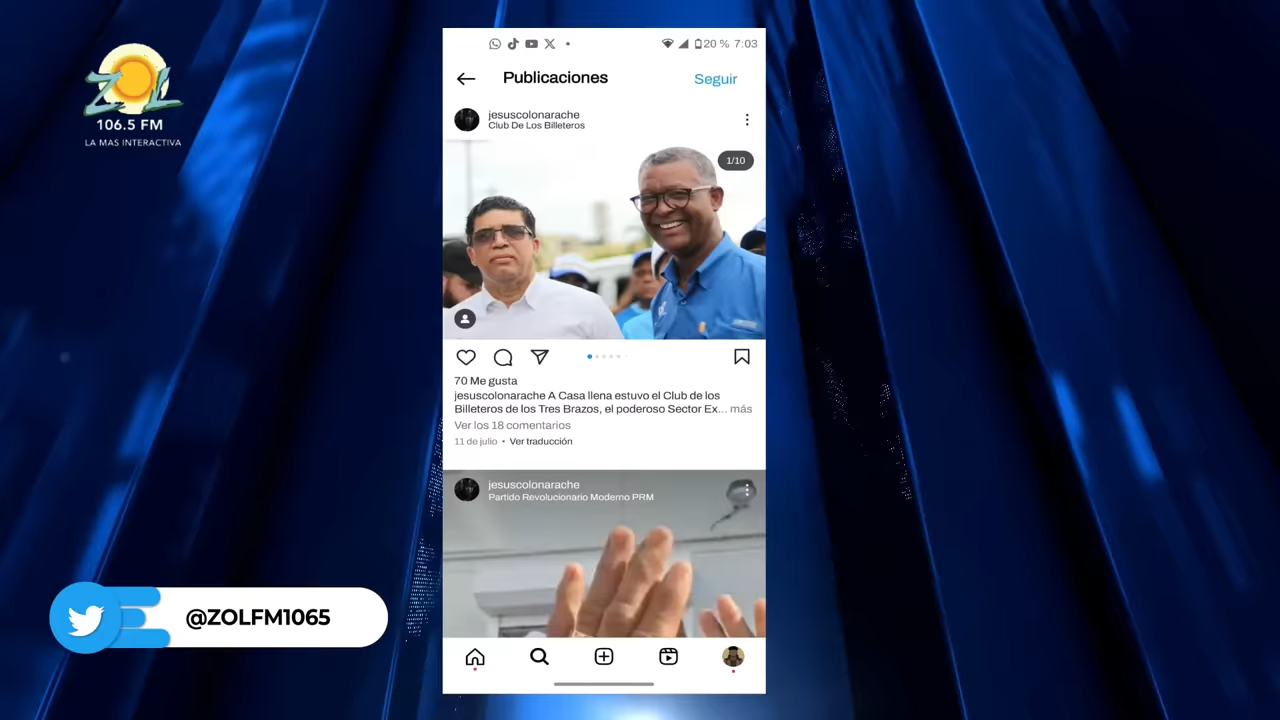 ZOL
106.5 FM
LA MAS INTERACTIVA
20 % 7:03
Publicaciones
Seguir
jesuscolonarache
Club De Los Billeteros
1/10
70 Me gusta
jesuscolonarache A Casa llena estuvo el Club de los
Billeteros de los Tres Brazos, el poderoso Sector Ex... más
Ver los 18 comentarios
11 de julio • Ver traducción
jesuscolonarache
Partido Revolucionario Moderno PRM
@ZOLFM1065